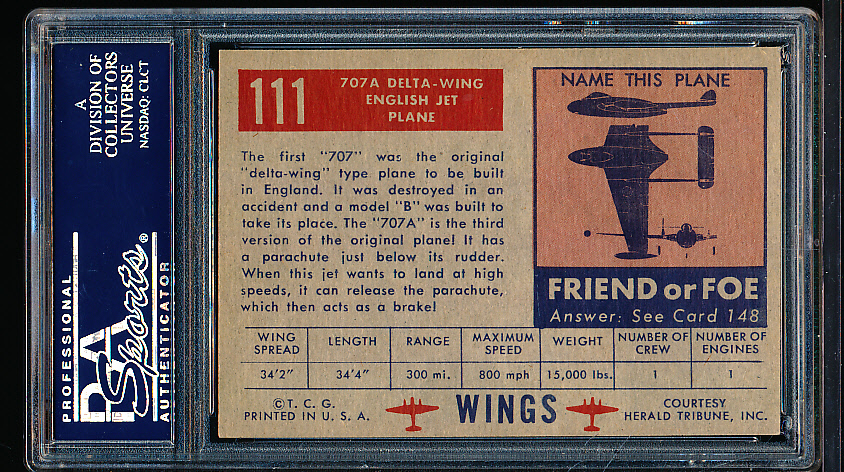 A
DIVISION OF
COLLECTORS
UNIVERSE
NASDAQ: CLCT
PROFESSIONAL
PSA
Sports®
AUTHENTICATOR
111
707A DELTA-WING
ENGLISH JET
PLANE
The first "707" was the original
"delta-wing" type plane to be built
in England. It was destroyed in an
accident and a model "B" was built to
take its place. The "707A" is the third
version of the original plane! It has
a parachute just below its rudder.
When this jet wants to land at high
speeds, it can release the parachute,
which then acts as a brake!
NAME THIS PLANE
FRIEND or FOE
Answer: See Card 148
WING SPREAD LENGTH RANGE MAXIMUM SPEED WEIGHT NUMBER OF CREW NUMBER OF ENGINES
34'2" 34'4" 300 mi. 800 mph 15,000 lbs. 1 1
©T. C. G.
PRINTED IN U. S. A.
WINGS
COURTESY
HERALD TRIBUNE, INC.